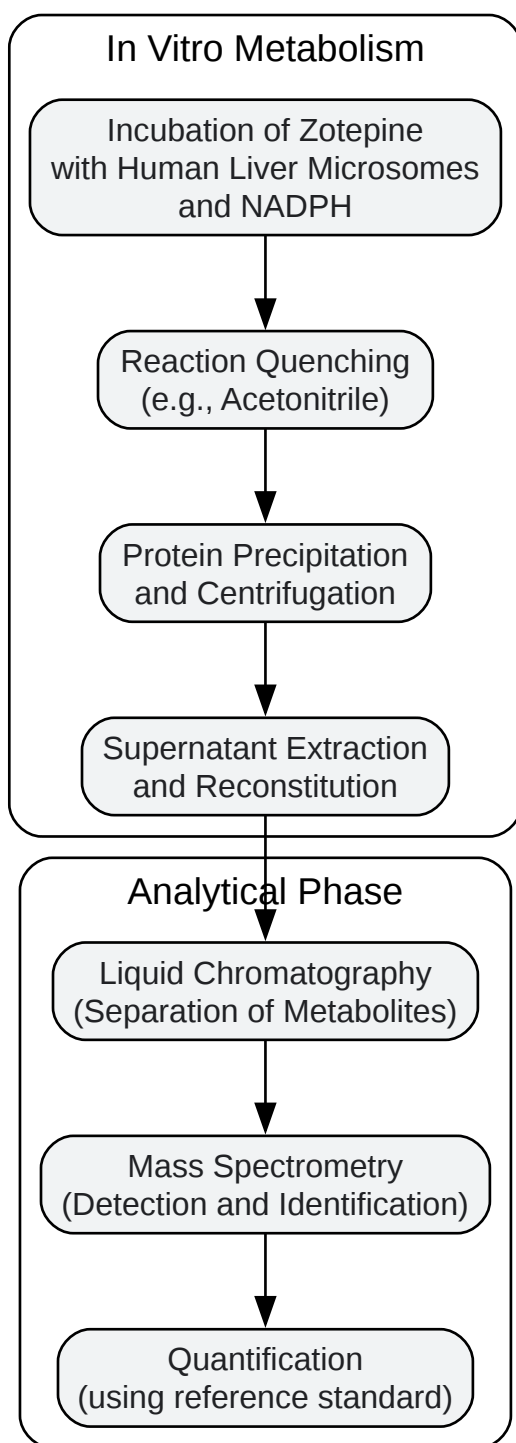 In Vitro Metabolism
Incubation of Zotepine
with Human Liver Microsomes
and NADPH
Reaction Quenching
(e.g., Acetonitrile)
Protein Precipitation
and Centrifugation
Supernatant Extraction
and Reconstitution
Analytical Phase
Liquid Chromatography
(Separation of Metabolites)
Mass Spectrometry
(Detection and Identification)
Quantification
(using reference standard)